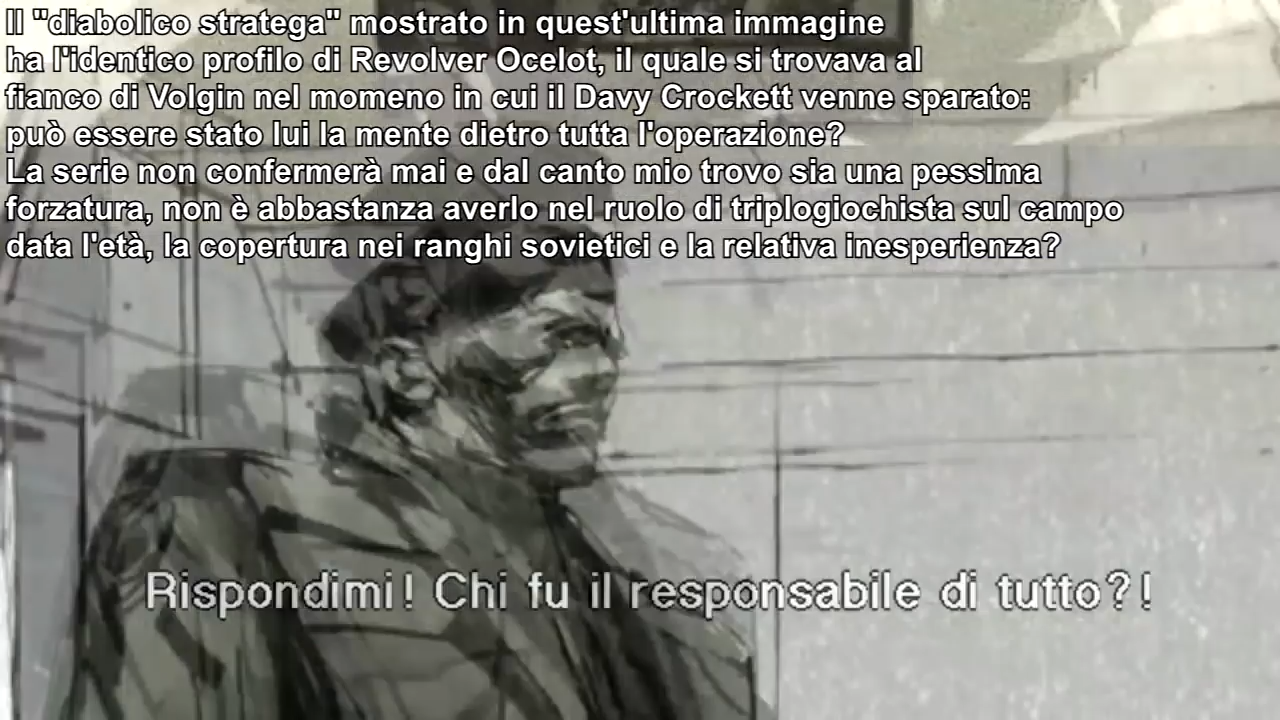 Il "diabolico stratega" mostrato in quest'ultima immagine
ha l'identico profilo di Revolver Ocelot, il quale si trovava al
fianco di Volgin nel momeno in cui il Davy Crockett venne sparato:
può essere stato lui la mente dietro tutta l'operazione?
La serie non confermerà mai e dal canto mio trovo sia una pessima
forzatura, non è abbastanza averlo nel ruolo di triplogiochista sul campo
data l'età, la copertura nei ranghi sovietici e la relativa inesperienza?
Rispondimi! Chi fu il responsabile di tutto?!